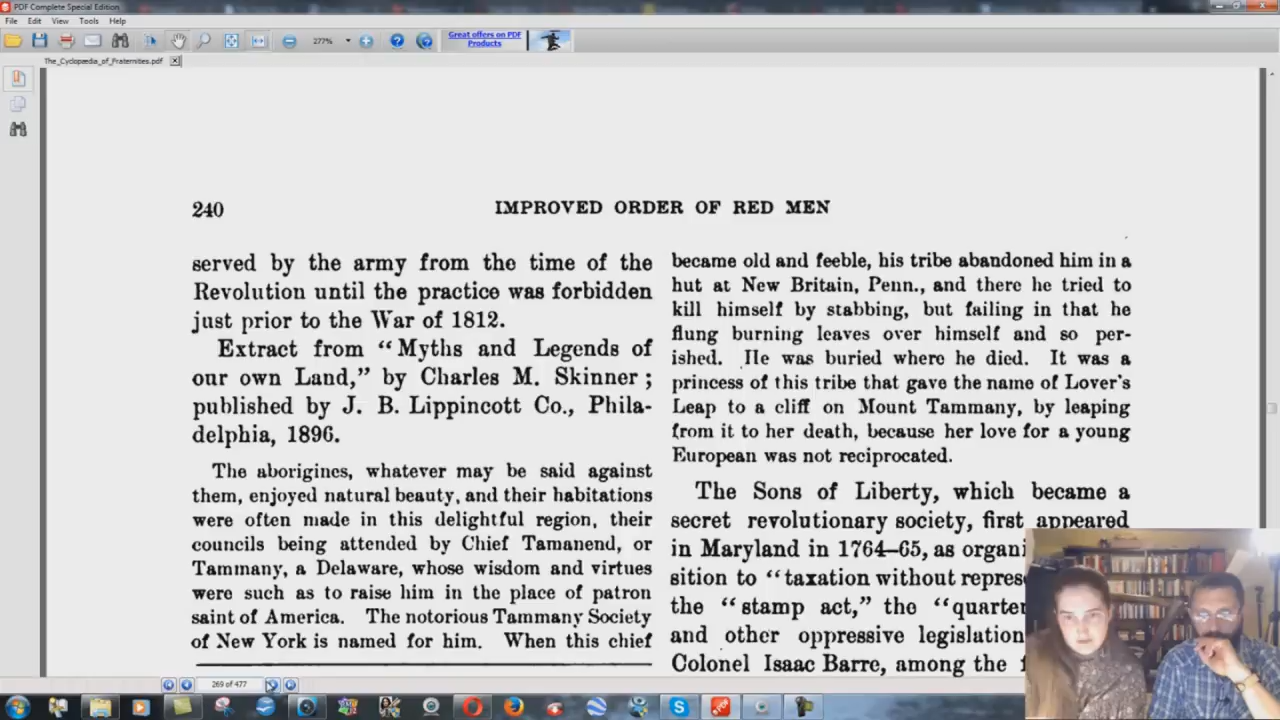 PDF Complete Special Edition
File Edit View Tools Help
277%
Great offers on PDF
Products
The_Cyclopaedia_of_Fraternities.pdf
240
IMPROVED ORDER OF RED MEN
served by the army from the time of the
Revolution until the practice was forbidden
just prior to the War of 1812.
Extract from “Myths and Legends of
our own Land,” by Charles M. Skinner ;
published by J. B. Lippincott Co., Phila-
delphia, 1896.
The aborigines, whatever may be said against
them, enjoyed natural beauty, and their habitations
were often made in this delightful region, their
councils being attended by Chief Tamanend, or
Tammany, a Delaware, whose wisdom and virtues
were such as to raise him in the place of patron
saint of America. The notorious Tammany Society
of New York is named for him. When this chief
became old and feeble, his tribe abandoned him in a
hut at New Britain, Penn., and there he tried to
kill himself by stabbing, but failing in that he
flung burning leaves over himself and so per-
ished. He was buried where he died. It was a
princess of this tribe that gave the name of Lover’s
Leap to a cliff on Mount Tammany, by leaping
from it to her death, because her love for a young
European was not reciprocated.
The Sons of Liberty, which became a
secret revolutionary society, first appeared
in Maryland in 1764–65, as organi
sition to “taxation without repres
the “stamp act,” the “quarter
and other oppressive legislation
Colonel Isaac Barre, among the f
269 of 477